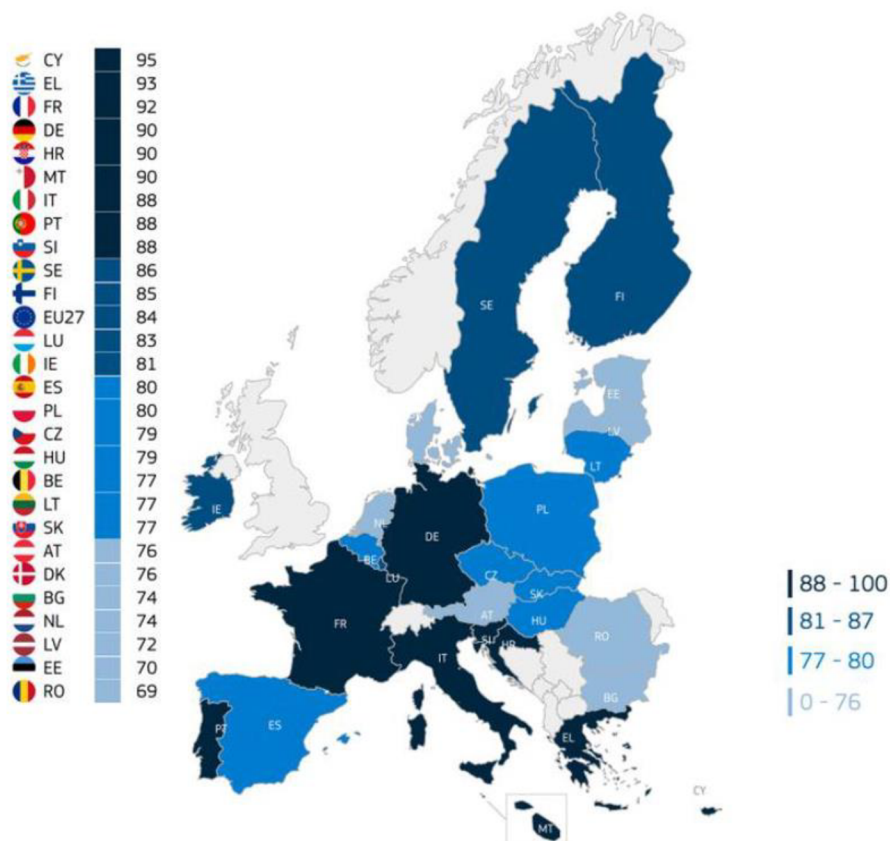 CY 95
EL 93
FR 92
DE 90
HR 90
MT 90
IT 88
PT 88
SI 88
SE 86
FI 85
EU27 84
LU 83
IE 81
ES 80
PL 80
CZ 79
HU 79
BE 77
LT 77
SK 77
AT 76
DK 76
BG 74
NL 74
LV 72
EE 70
RO 69
SE
FI
EE
LV
LT
IE
NL
DE
PL
BE
LU
CZ
SK
FR
AT
HU
RO
SI
HR
IT
BG
PT
ES
EL
CY
MT
88 - 100
81 - 87
77 - 80
0 - 76